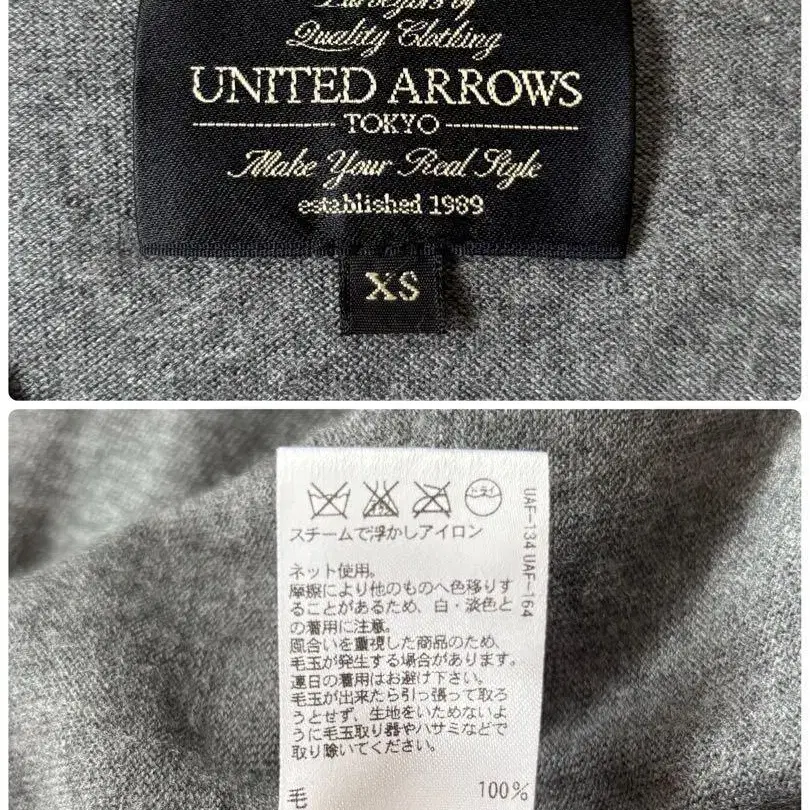 Purveyors of
Quality Clothing
UNITED ARROWS
TOKYO
Make Your Real Style
established 1989
XS
スチームで浮かしアイロン
ネット使用。
摩擦により他のものへ色移りす
ることがあるため、白・淡色と
の着用に注意。
風合いを重視した商品のため、
毛玉が発生する場合があります。
連日の着用はお避け下さい。
毛玉が出来たら引っ張って取ろ
うとせず、生地をいためないよ
うに毛玉取り器やハサミなどで
取り除いてください。
毛 100%
UAF-134 UAF-164